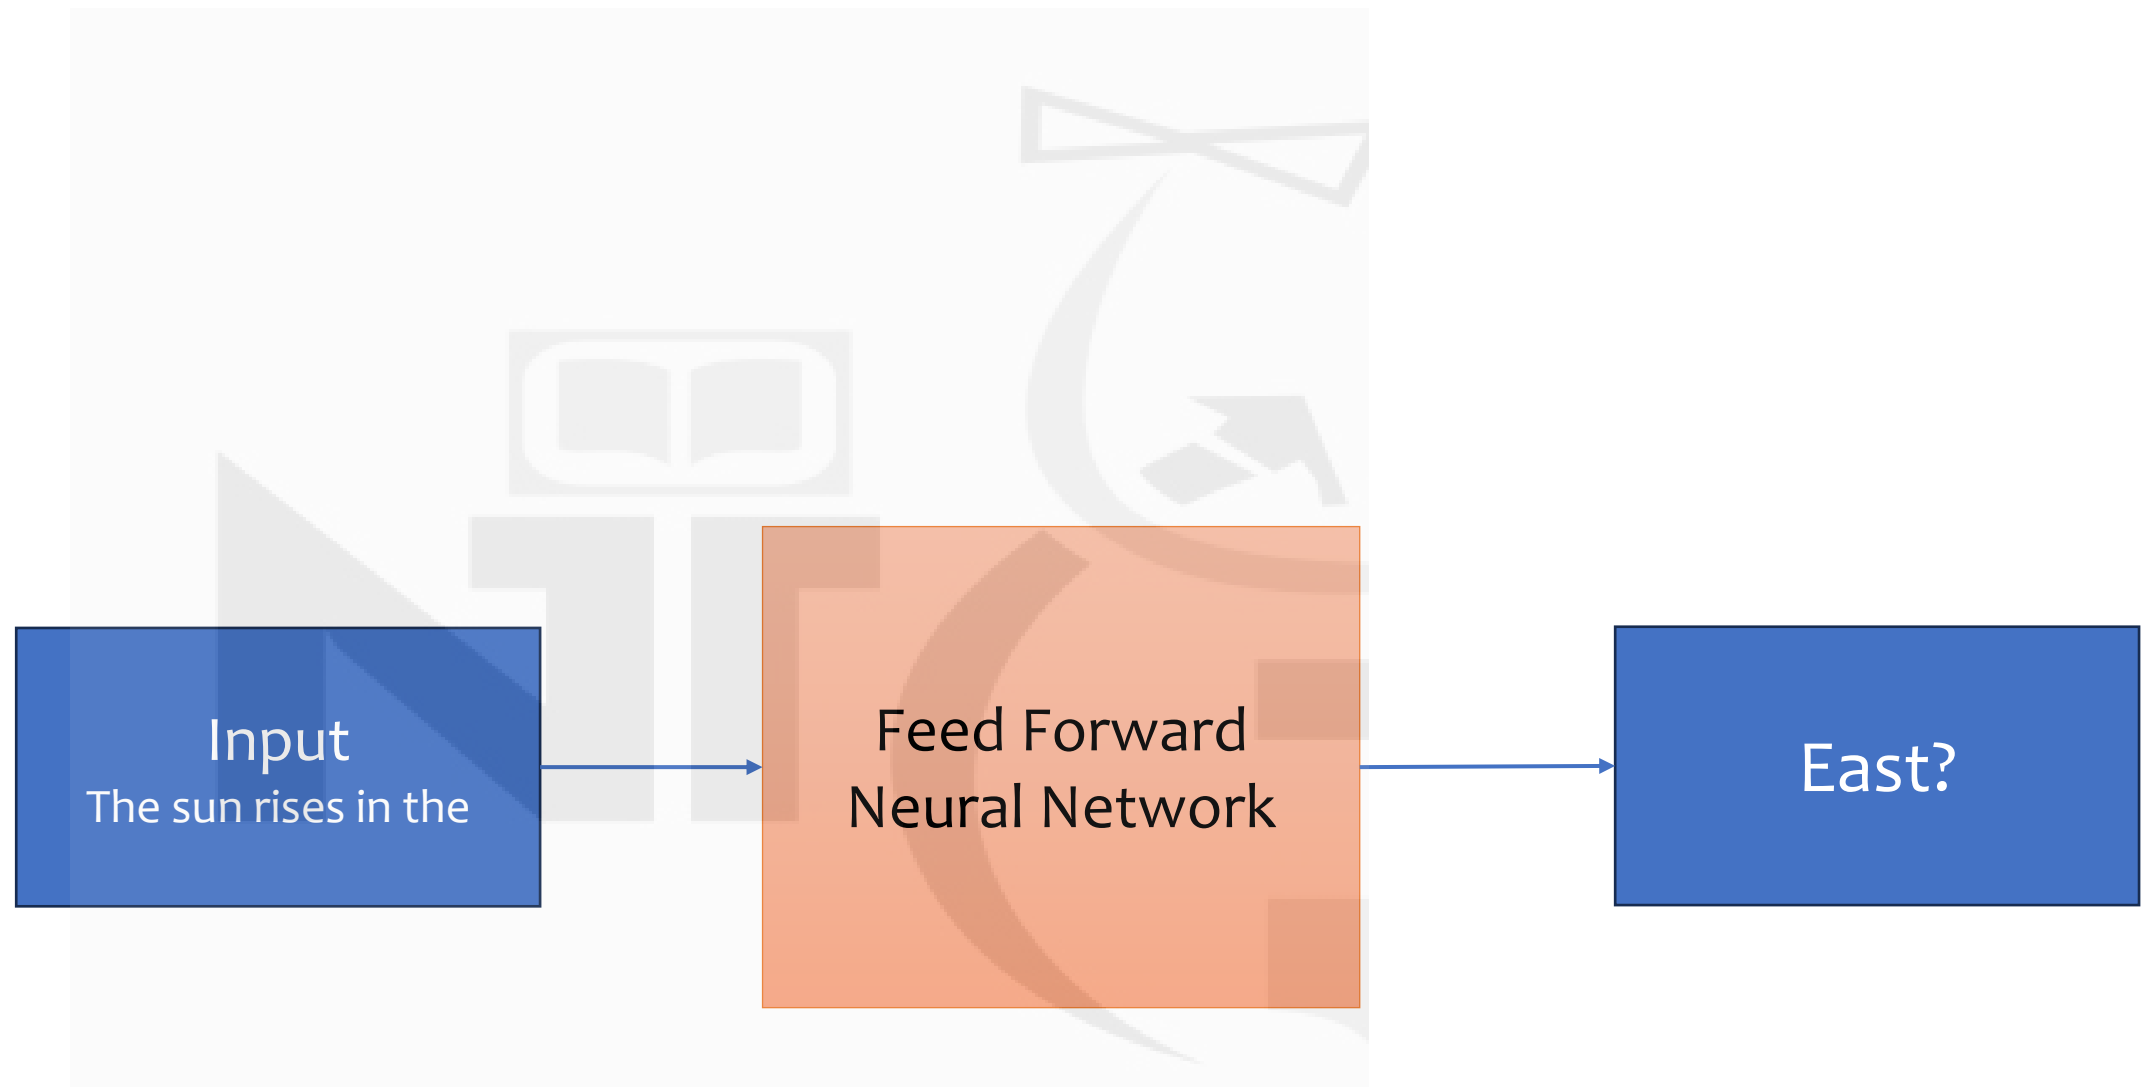 Input
The sun rises in the
Feed Forward
Neural Network
East?